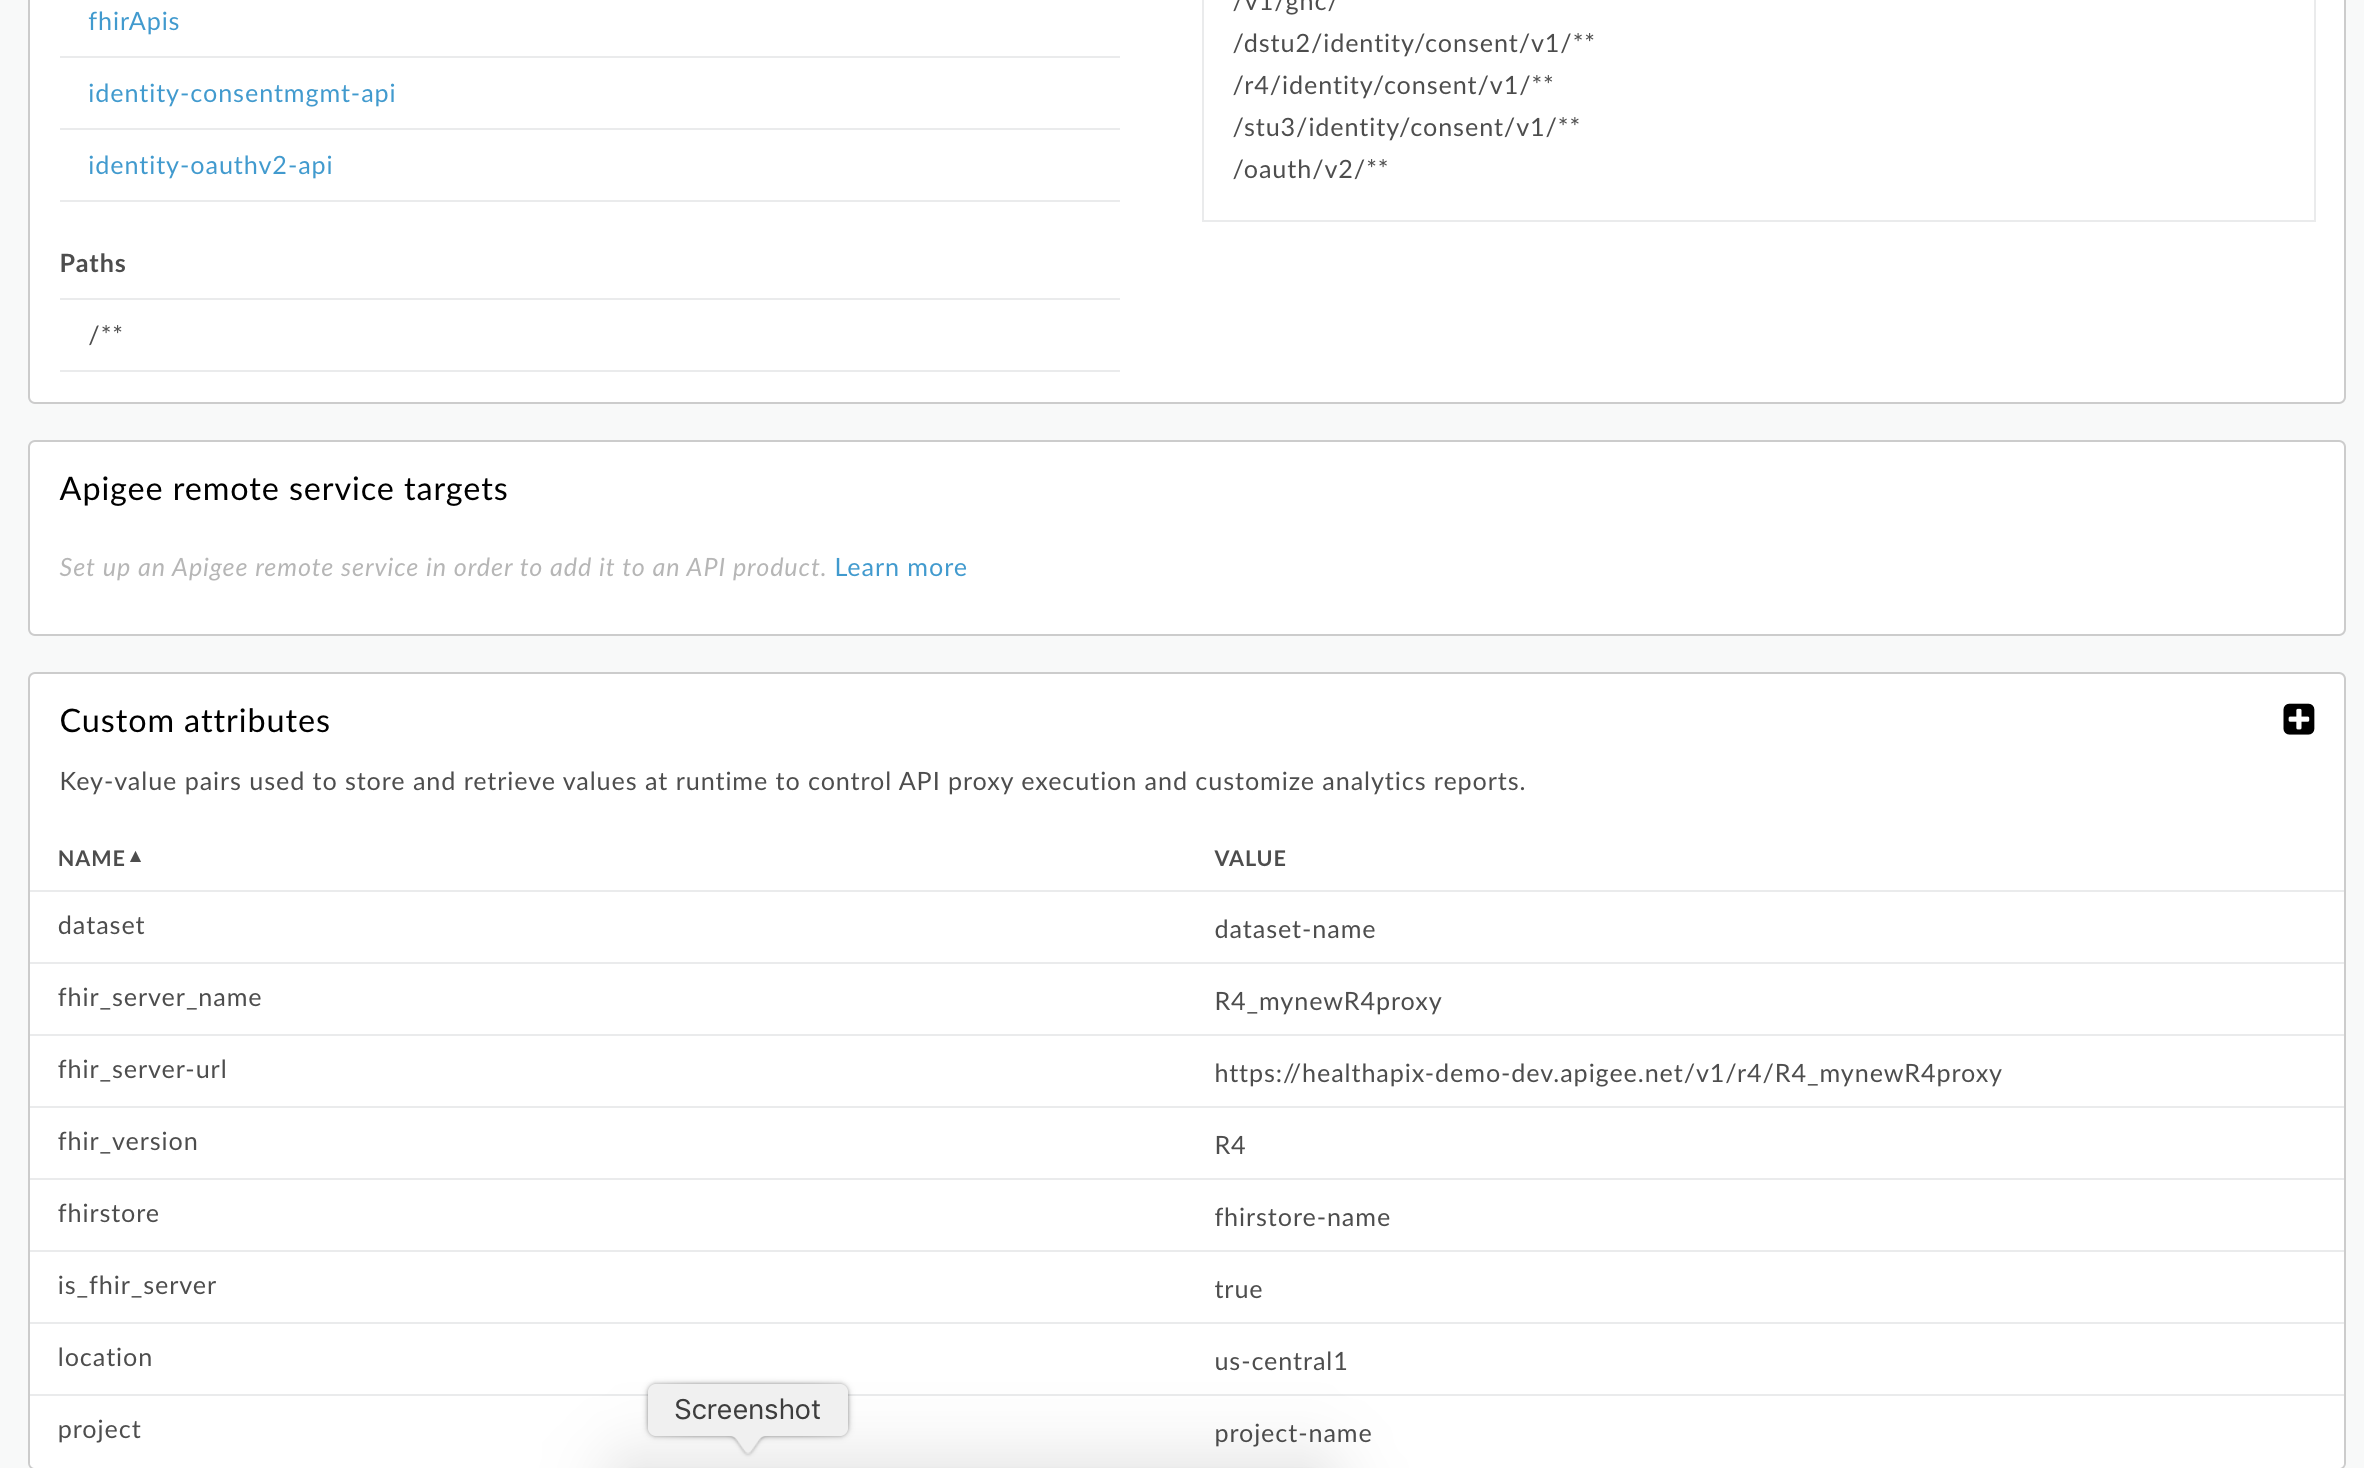 fhirApis
identity-consentmgmt-api
identity-oauthv2-api
Paths
/**
/dstu2/identity/consent/v1/**
/r4/identity/consent/v1/**
/stu3/identity/consent/v1/**
/oauth/v2/**
Apigee remote service targets
Set up an Apigee remote service in order to add it to an API product. Learn more
Custom attributes
Key-value pairs used to store and retrieve values at runtime to control API proxy execution and customize analytics reports.
NAME▲ VALUE
dataset dataset-name
fhir_server_name R4_mynewR4proxy
fhir_server-url https://healthapix-demo-dev.apigee.net/v1/r4/R4_mynewR4proxy
fhir_version R4
fhirstore fhirstore-name
is_fhir_server true
location us-central1
Screenshot
project project-name